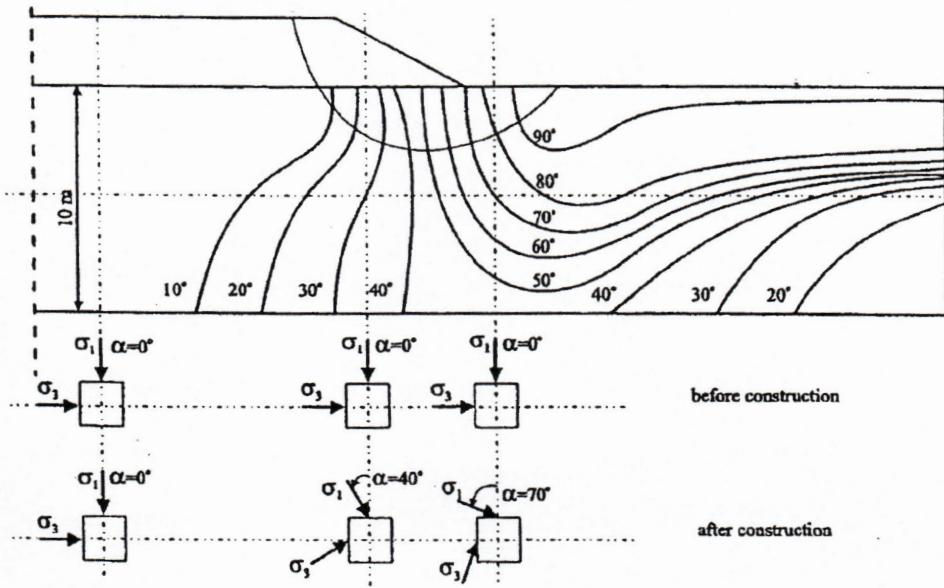 90°
80°
10 m
70°
60°
50°
10° 20° 30° 40° 40° 30° 20°
σ1 α=0° σ1 α=0° σ1 α=0°
σ3 σ3 σ3 before construction
σ1 α=0° σ1 α=40° σ1 α=70°
σ3 after construction
σ3 σ3